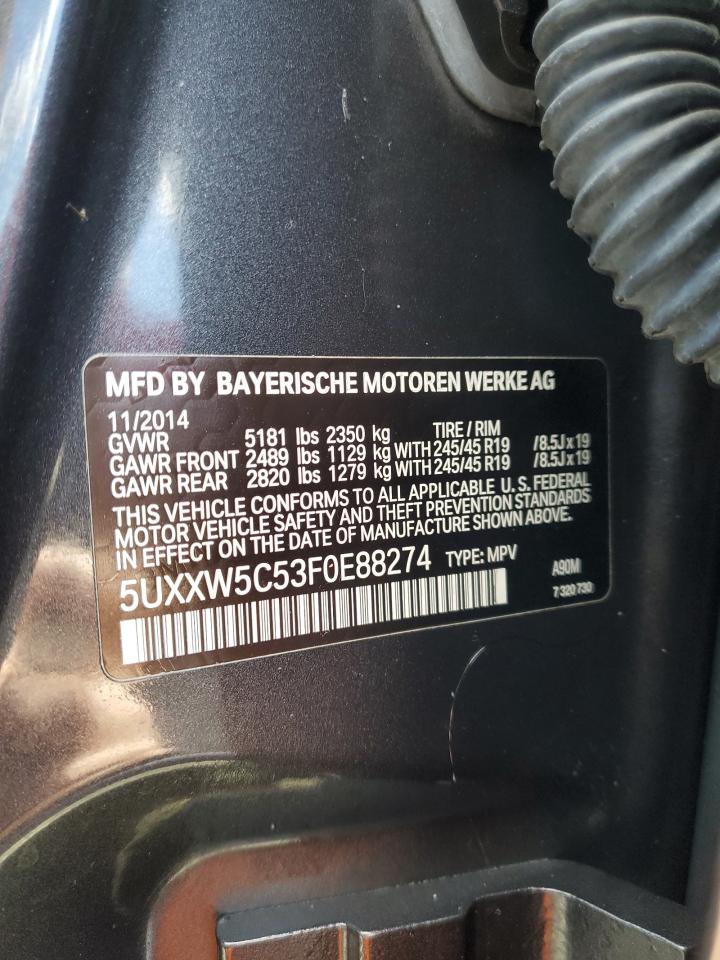 MFD BY BAYERISCHE MOTOREN WERKE AG
11/2014 TIRE / RIM
GVWR 5181 lbs 2350 kg
GAWR FRONT 2489 lbs 1129 kg WITH 245/45 R19 /8.5J x 19
GAWR REAR 2820 lbs 1279 kg WITH 245/45 R19 /8.5J x 19
THIS VEHICLE CONFORMS TO ALL APPLICABLE U.S. FEDERAL
MOTOR VEHICLE SAFETY AND THEFT PREVENTION STANDARDS
IN EFFECT ON THE DATE OF MANUFACTURE SHOWN ABOVE.
5UXXW5C53F0E88274 TYPE: MPV A90M
7 320 730